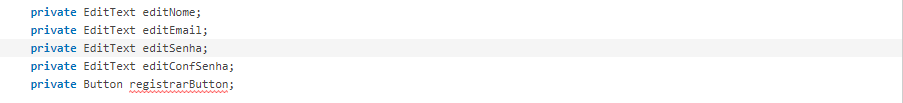 private EditText editNome;
private EditText editEmail;
private EditText editSenha;
private EditText editConfSenha;
private Button registrarButton;